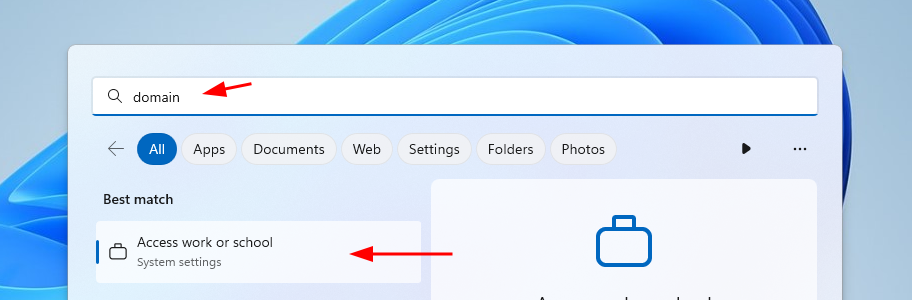 domain
All Apps Documents Web Settings Folders Photos
Best match
Access work or school
System settings